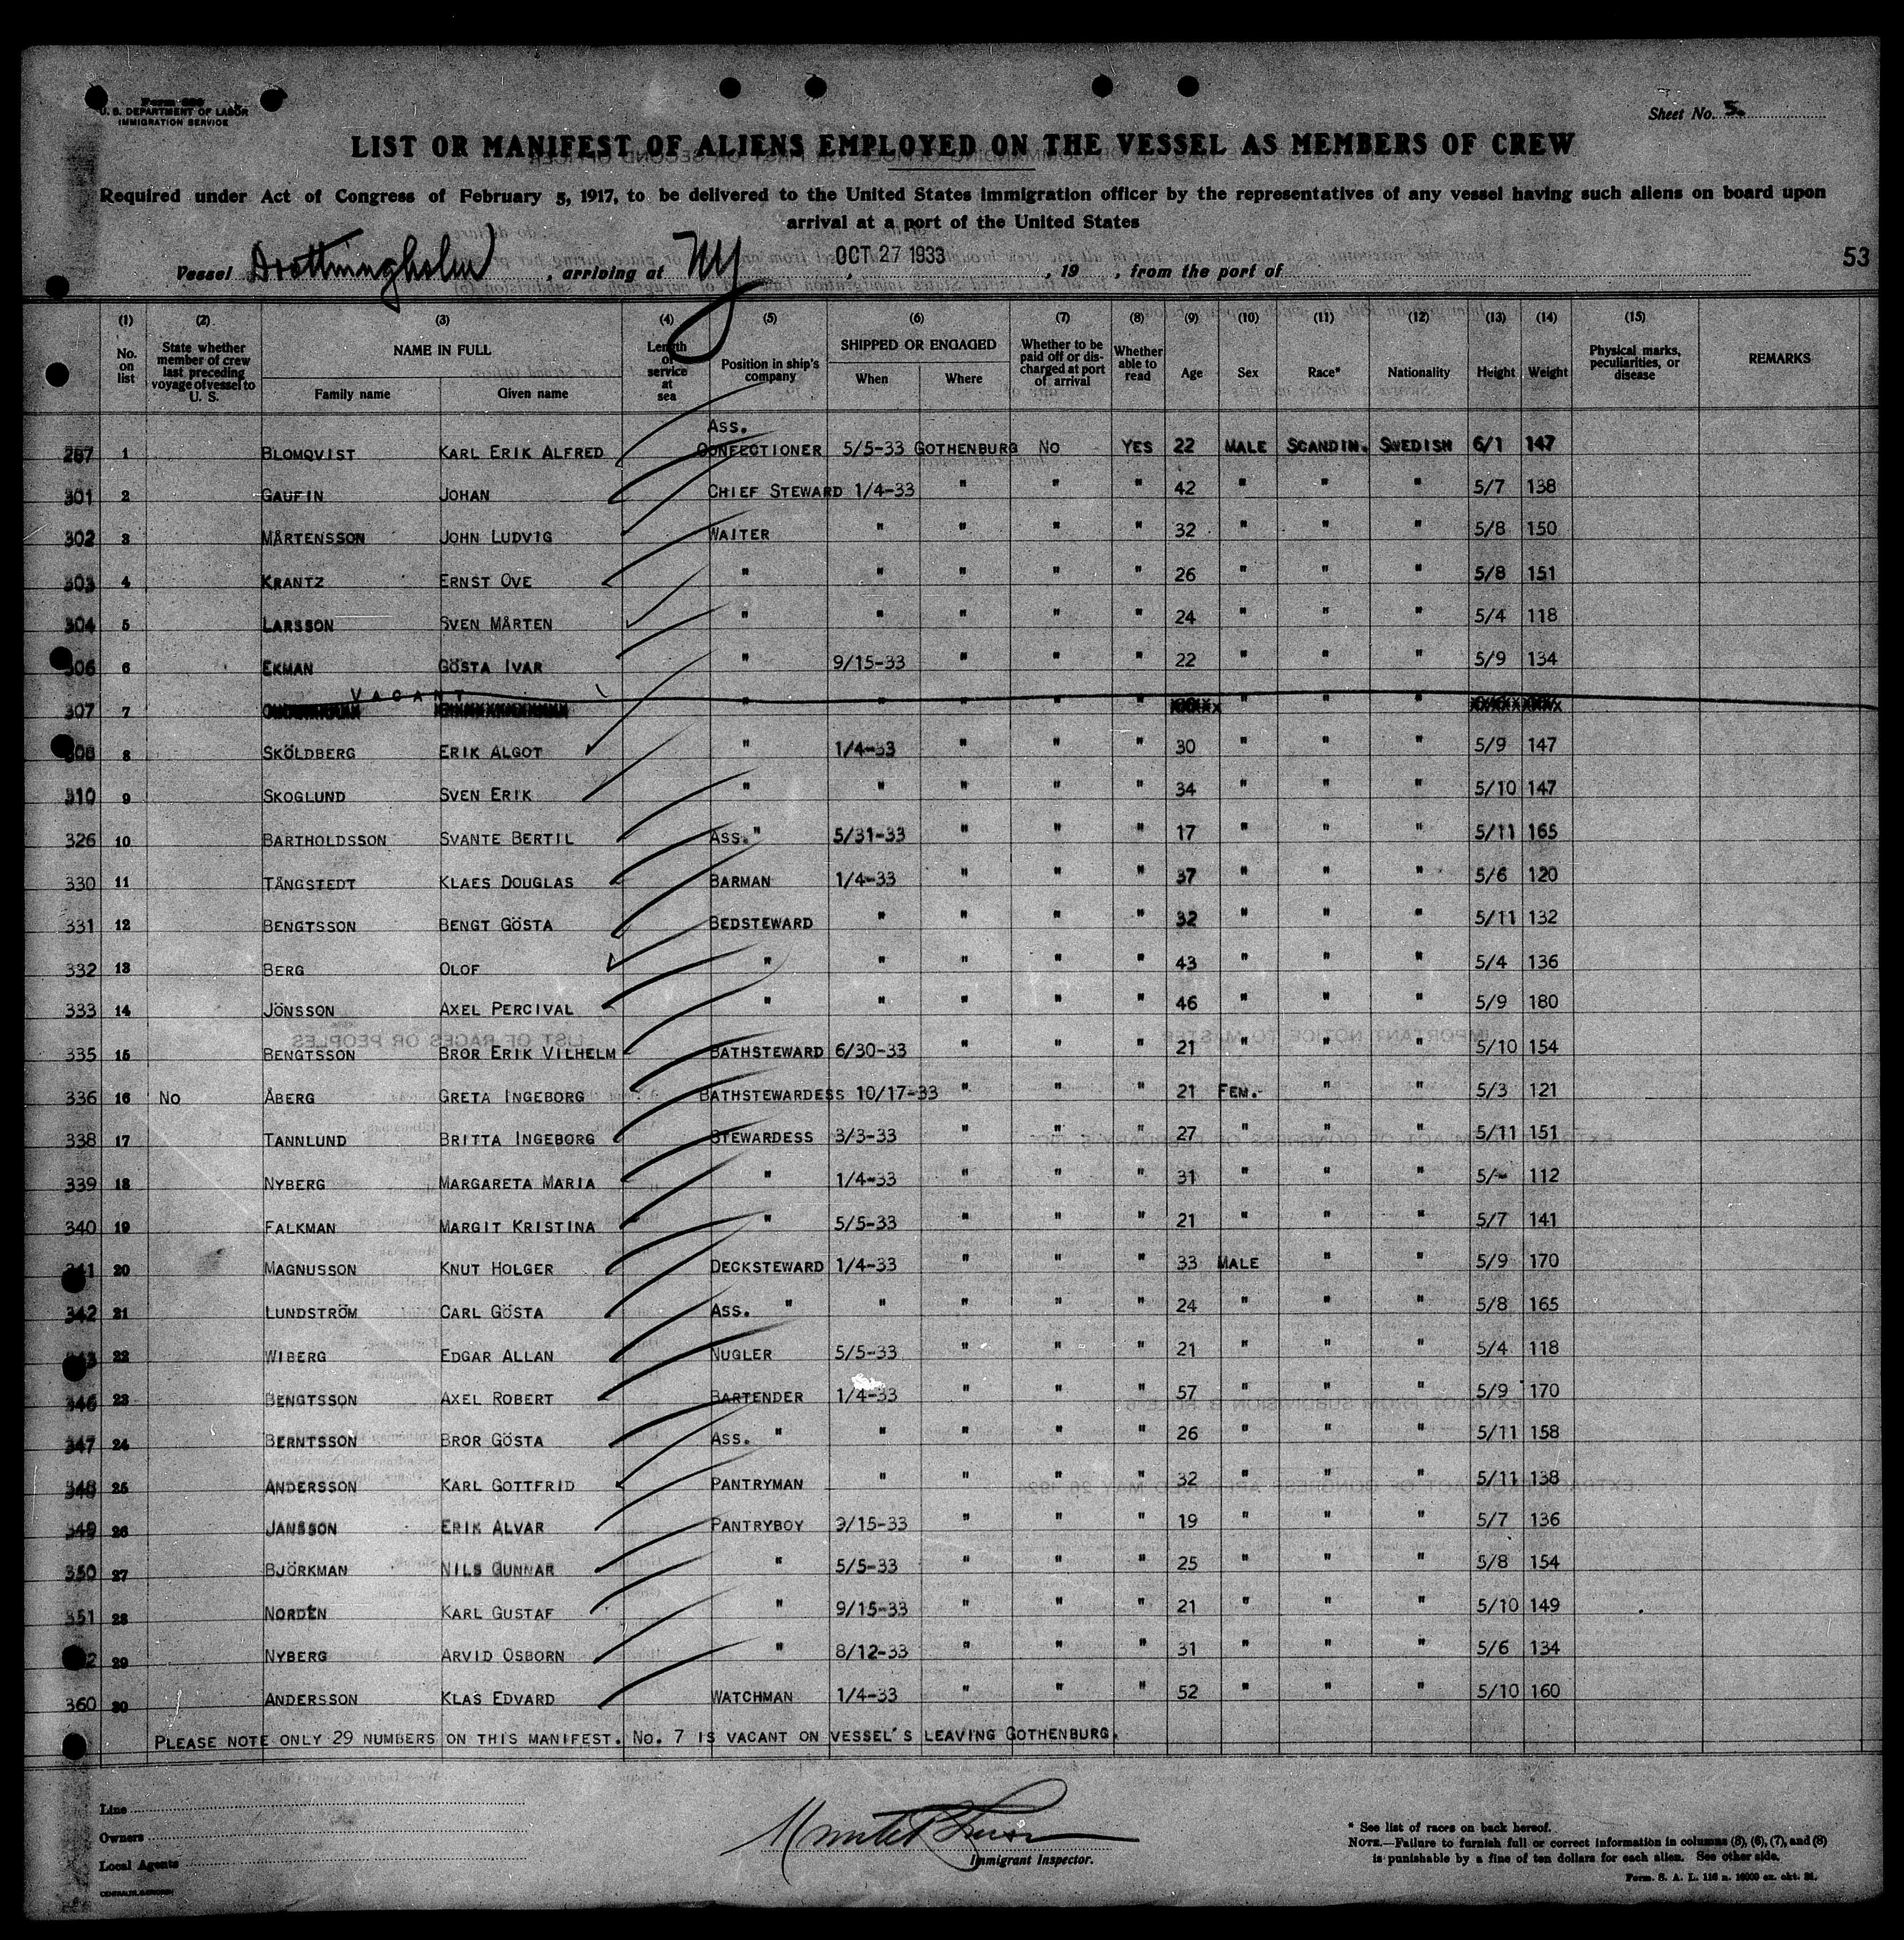 Form 689
U. S. DEPARTMENT OF LABOR
IMMIGRATION SERVICE
Sheet No. 5.
LIST OR MANIFEST OF ALIENS EMPLOYED ON THE VESSEL AS MEMBERS OF CREW
Required under Act of Congress of February 5, 1917, to be delivered to the United States immigration officer by the representatives of any vessel having such aliens on board upon
arrival at a port of the United States
Vessel Drottningholm, arriving at NY, OCT 27 1933, 19 , from the port of
53
(1) (2) (3) (4) (5) (6) (7) (8) (9) (10) (11) (12) (13) (14) (15)
No. on list State whether member of crew last preceding voyage of vessel to U. S. NAME IN FULL Family name Given name Length of service at sea Position in ship's company SHIPPED OR ENGAGED When Where Whether to be paid off or discharged at port of arrival Whether able to read Age Sex Race* Nationality Height Weight Physical marks, peculiarities, or disease REMARKS
287 1 BLOMQVIST KARL ERIK ALFRED Ass. CONFECTIONER 5/5-33 GOTHENBURG No YES 22 MALE SCANDIN. SWEDISH 6/1 147
301 2 GAUFIN JOHAN CHIEF STEWARD 1/4-33 " " " 42 " " " 5/7 138
302 3 MÅRTENSSON JOHN LUDVIG WAITER " " " " 32 " " " 5/8 150
303 4 KRANTZ ERNST OVE " " " " " 26 " " " 5/8 151
304 5 LARSSON SVEN MÅRTEN " " " " " 24 " " " 5/4 118
306 6 EKMAN GÖSTA IVAR " 9/15-33 " " " 22 " " " 5/9 134
307 7 VACANT " " " " " " " "
308 8 SKÖLDBERG ERIK ALGOT " 1/4-33 " " " 30 " " " 5/9 147
310 9 SKOGLUND SVEN ERIK " " " " " 34 " " " 5/10 147
326 10 BARTHOLDSSON SVANTE BERTIL Ass. " 5/31-33 " " " 17 " " " 5/11 165
330 11 TÄNGSTEDT KLAES DOUGLAS BARMAN 1/4-33 " " " 37 " " " 5/6 120
331 12 BENGTSSON BENGT GÖSTA BEDSTEWARD " " " " 32 " " " 5/11 132
332 13 BERG OLOF " " " " " 43 " " " 5/4 136
333 14 JÖNSSON AXEL PERCIVAL " " " " " 46 " " " 5/9 180
335 15 BENGTSSON BROR ERIK VILHELM BATHSTEWARD 6/30-33 " " " 21 " " " 5/10 154
336 16 No ÅBERG GRETA INGEBORG BATHSTEWARDESS 10/17-33 " " " 21 FEM. " " 5/3 121
338 17 TANNLUND BRITTA INGEBORG STEWARDESS 3/3-33 " " " 27 " " " 5/11 151
339 18 NYBERG MARGARETA MARIA " 1/4-33 " " " 31 " " " 5/- 112
340 19 FALKMAN MARGIT KRISTINA " 5/5-33 " " " 21 " " " 5/7 141
341 20 MAGNUSSON KNUT HOLGER DECKSTEWARD 1/4-33 " " " 33 MALE " " 5/9 170
342 21 LUNDSTRÖM CARL GÖSTA Ass. " " " " " 24 " " " 5/8 165
343 22 WIBERG EDGAR ALLAN NUGLER 5/5-33 " " " 21 " " " 5/4 118
346 23 BENGTSSON AXEL ROBERT BARTENDER 1/4-33 " " " 57 " " " 5/9 170
347 24 BERNTSSON BROR GÖSTA Ass. " " " " " 26 " " " 5/11 158
348 25 ANDERSSON KARL GOTTFRID PANTRYMAN " " " " 32 " " " 5/11 138
349 26 JANSSON ERIK ALVAR PANTRYBOY 9/15-33 " " " 19 " " " 5/7 136
350 27 BJÖRKMAN NILS GUNNAR " 5/5-33 " " " 25 " " " 5/8 154
351 28 NORDÉN KARL GUSTAF " 9/15-33 " " " 21 " " " 5/10 149
29 NYBERG ARVID OSBORN " 8/12-33 " " " 31 " " " 5/6 134
360 30 ANDERSSON KLAS EDVARD WATCHMAN 1/4-33 " " " 52 " " " 5/10 160
PLEASE NOTE ONLY 29 NUMBERS ON THIS MANIFEST. No. 7 IS VACANT ON VESSEL'S LEAVING GOTHENBURG.
Line
Owners
Local Agents
Immigrant Inspector.
* See list of races on back hereof.
NOTE.—Failure to furnish full or correct information in columns (3), (6), (7), and (8)
is punishable by a fine of ten dollars for each alien. See other side.
Form. S. A. L. 116 n.